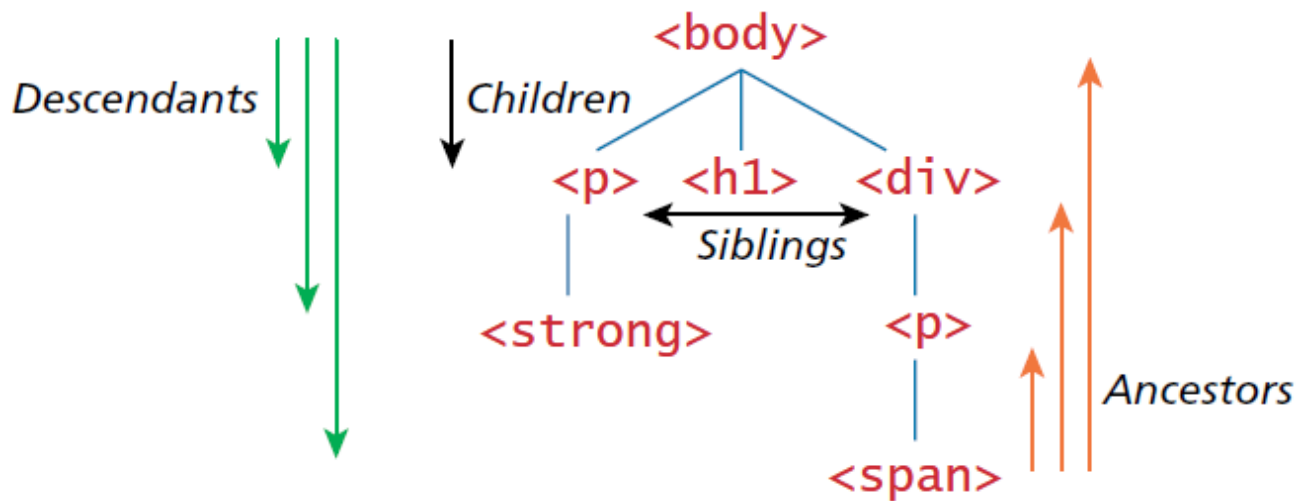 <body>
Descendants
Children
<p> <h1> <div>
Siblings
<strong>
<p>
Ancestors
<span>